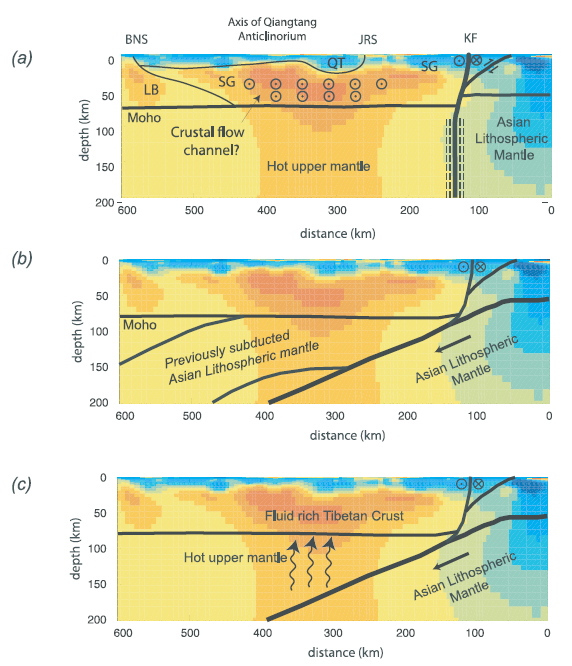 Axis of Qiangtang
Anticlinorium
BNS
JRS
KF
(a)
0
50
100
150
200
depth (km)
LB
SG
QT
SG
Moho
Crustal flow
channel?
Hot upper mantle
Asian
Lithospheric
Mantle
600 500 400 300 200 100 0
distance (km)
(b)
0
50
100
150
200
depth (km)
Moho
Previously subducted
Asian Lithospheric mantle
Asian Lithospheric
Mantle
600 500 400 300 200 100 0
distance (km)
(c)
0
50
100
150
200
depth (km)
Fluid rich Tibetan Crust
Hot upper mantle
Asian Lithospheric
Mantle
600 500 400 300 200 100 0
distance (km)